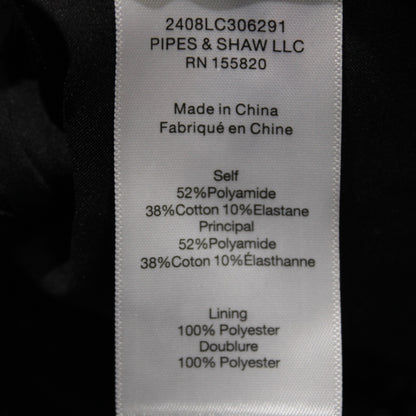 2408LC306291
PIPES & SHAW LLC
RN 155820
Made in China
Fabriqué en Chine
Self
52%Polyamide
38%Cotton 10%Elastane
Principal
52%Polyamide
38%Coton 10%Élasthanne
Lining
100% Polyester
Doublure
100% Polyester